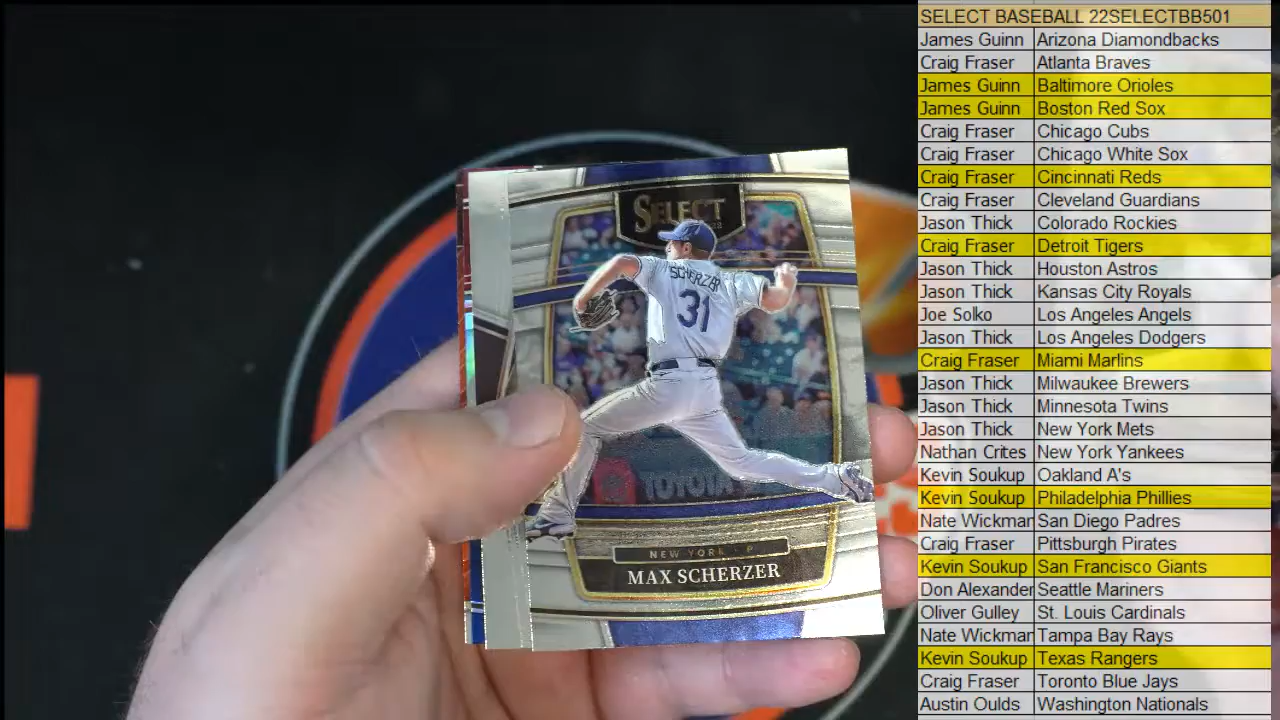 SELECT
SCHERZER
31
TOYOTA
NEW YORK P
MAX SCHERZER
SELECT BASEBALL 22SELECTBB501
James Guinn Arizona Diamondbacks
Craig Fraser Atlanta Braves
James Guinn Baltimore Orioles
James Guinn Boston Red Sox
Craig Fraser Chicago Cubs
Craig Fraser Chicago White Sox
Craig Fraser Cincinnati Reds
Craig Fraser Cleveland Guardians
Jason Thick Colorado Rockies
Craig Fraser Detroit Tigers
Jason Thick Houston Astros
Jason Thick Kansas City Royals
Joe Solko Los Angeles Angels
Jason Thick Los Angeles Dodgers
Craig Fraser Miami Marlins
Jason Thick Milwaukee Brewers
Jason Thick Minnesota Twins
Jason Thick New York Mets
Nathan Crites New York Yankees
Kevin Soukup Oakland A's
Kevin Soukup Philadelphia Phillies
Nate Wickman San Diego Padres
Craig Fraser Pittsburgh Pirates
Kevin Soukup San Francisco Giants
Don Alexander Seattle Mariners
Oliver Gulley St. Louis Cardinals
Nate Wickman Tampa Bay Rays
Kevin Soukup Texas Rangers
Craig Fraser Toronto Blue Jays
Austin Oulds Washington Nationals